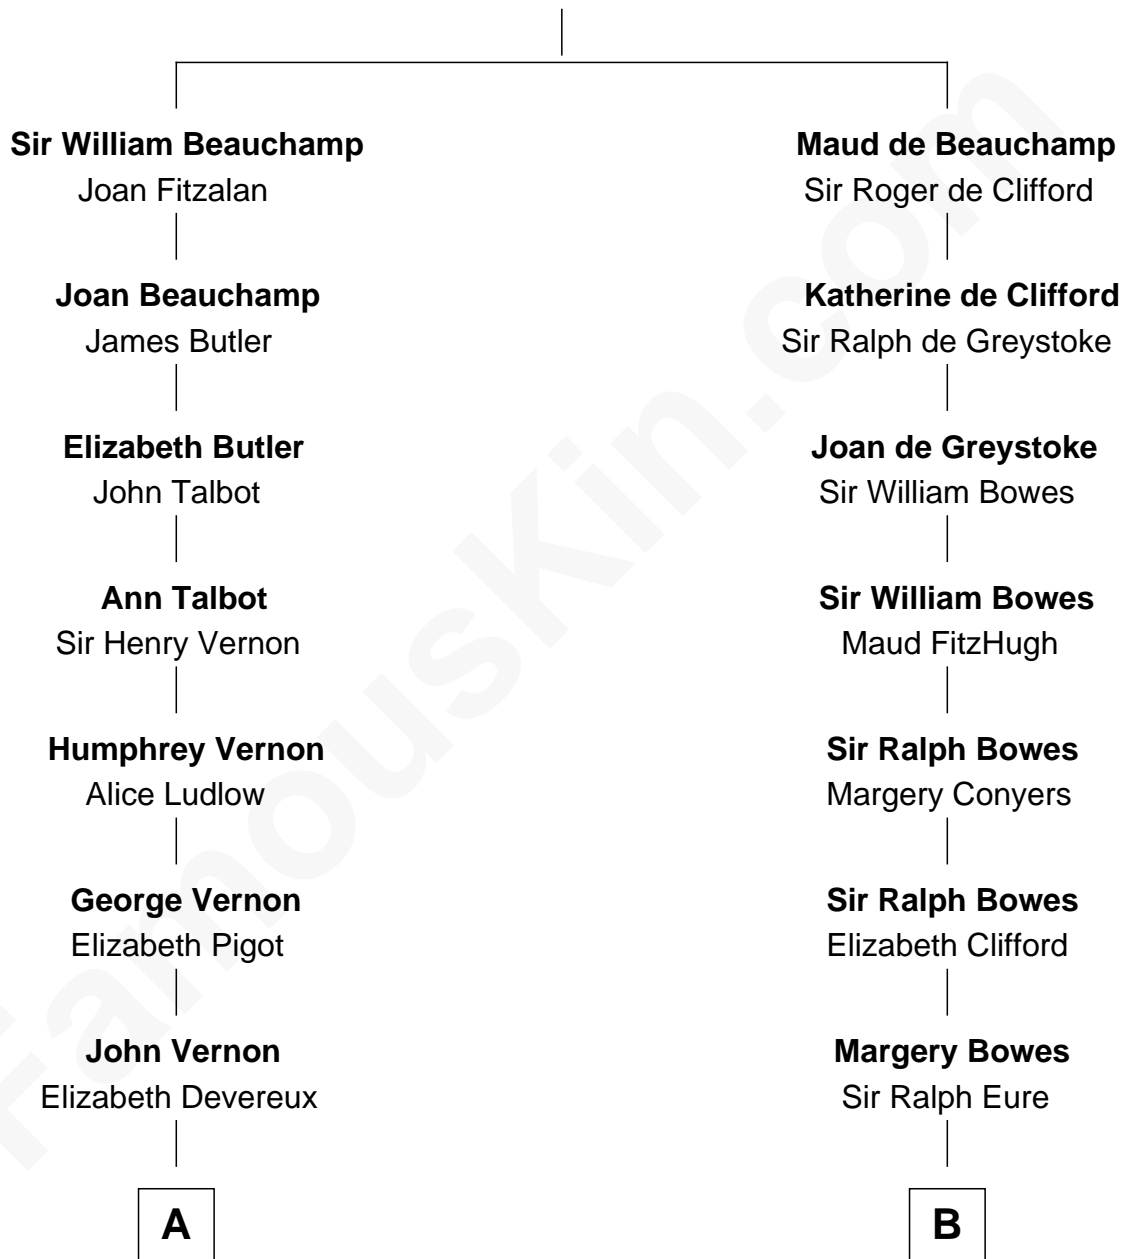 Sir William Beauchamp
Joan Fitzalan
Joan Beauchamp
James Butler
Elizabeth Butler
John Talbot
Ann Talbot
Sir Henry Vernon
Humphrey Vernon
Alice Ludlow
George Vernon
Elizabeth Pigot
John Vernon
Elizabeth Devereux
A
Maud de Beauchamp
Sir Roger de Clifford
Katherine de Clifford
Sir Ralph de Greystoke
Joan de Greystoke
Sir William Bowes
Sir William Bowes
Maud FitzHugh
Sir Ralph Bowes
Margery Conyers
Sir Ralph Bowes
Elizabeth Clifford
Margery Bowes
Sir Ralph Eure
B
FamousKin.com